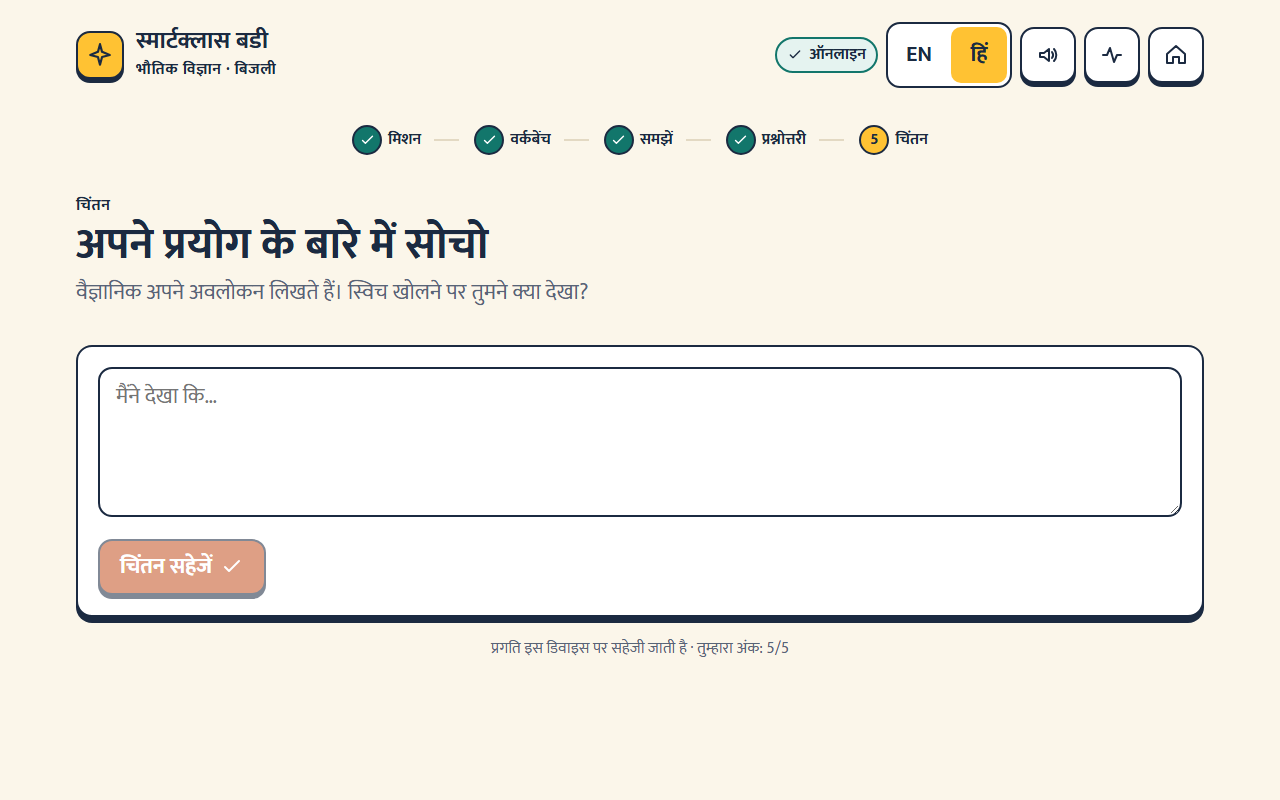 स्मार्टक्लास बडी
भौतिक विज्ञान · बिजली
ऑनलाइन
EN
हिं
मिशन
वर्कबेंच
समझें
प्रश्नोत्तरी
5
चिंतन
चिंतन
अपने प्रयोग के बारे में सोचो
वैज्ञानिक अपने अवलोकन लिखते हैं। स्विच खोलने पर तुमने क्या देखा?
मैंने देखा कि...
चिंतन सहेजें
प्रगति इस डिवाइस पर सहेजी जाती है · तुम्हारा अंक: 5/5